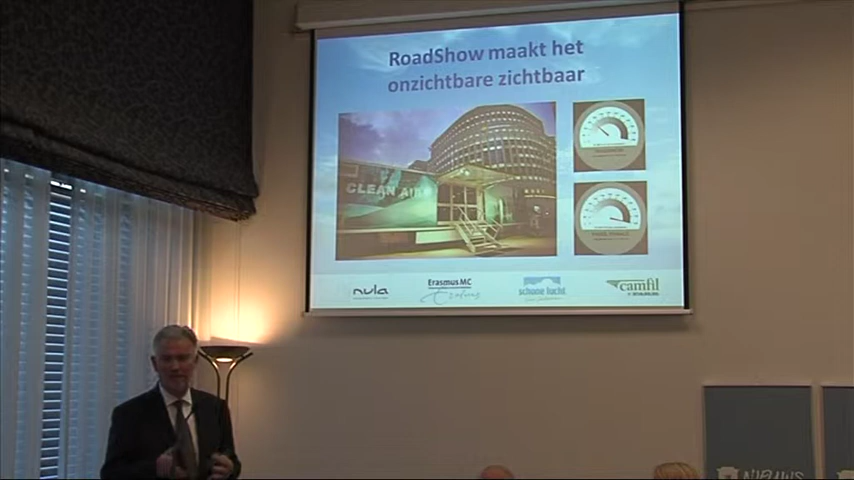 RoadShow maakt het
onzichtbare zichtbaar
CLEAN AIR
nula
Erasmus MC
schone lucht
camfil
NIEUWS